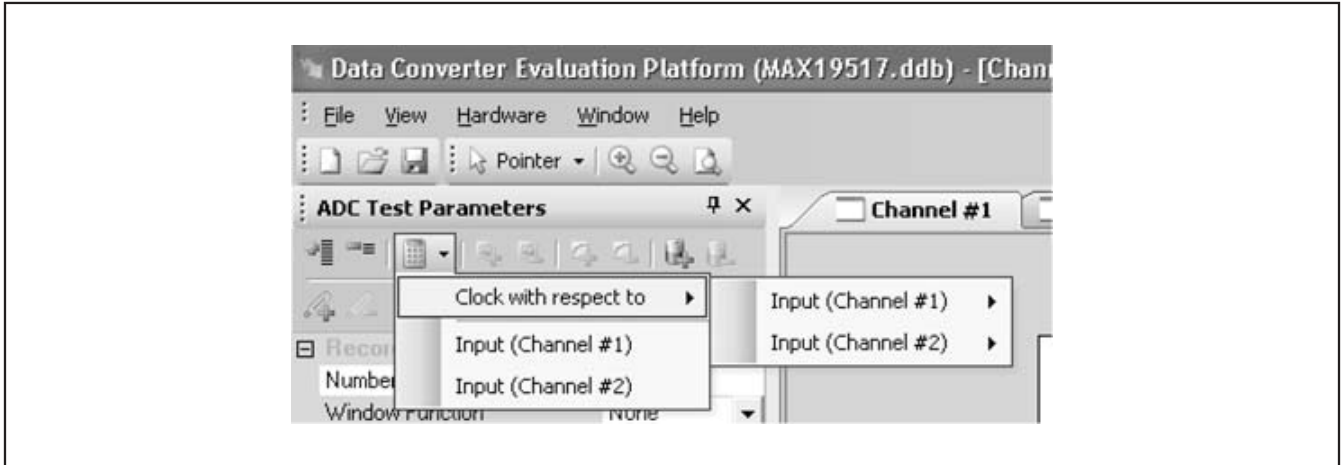 Data Converter Evaluation Platform (MAX19517.ddb) - [Chan
File View Hardware Window Help
Pointer
ADC Test Parameters
Channel #1
Clock with respect to
Input (Channel #1)
Input (Channel #2)
Input (Channel #1)
Input (Channel #2)
Recor
Number
Window Function None